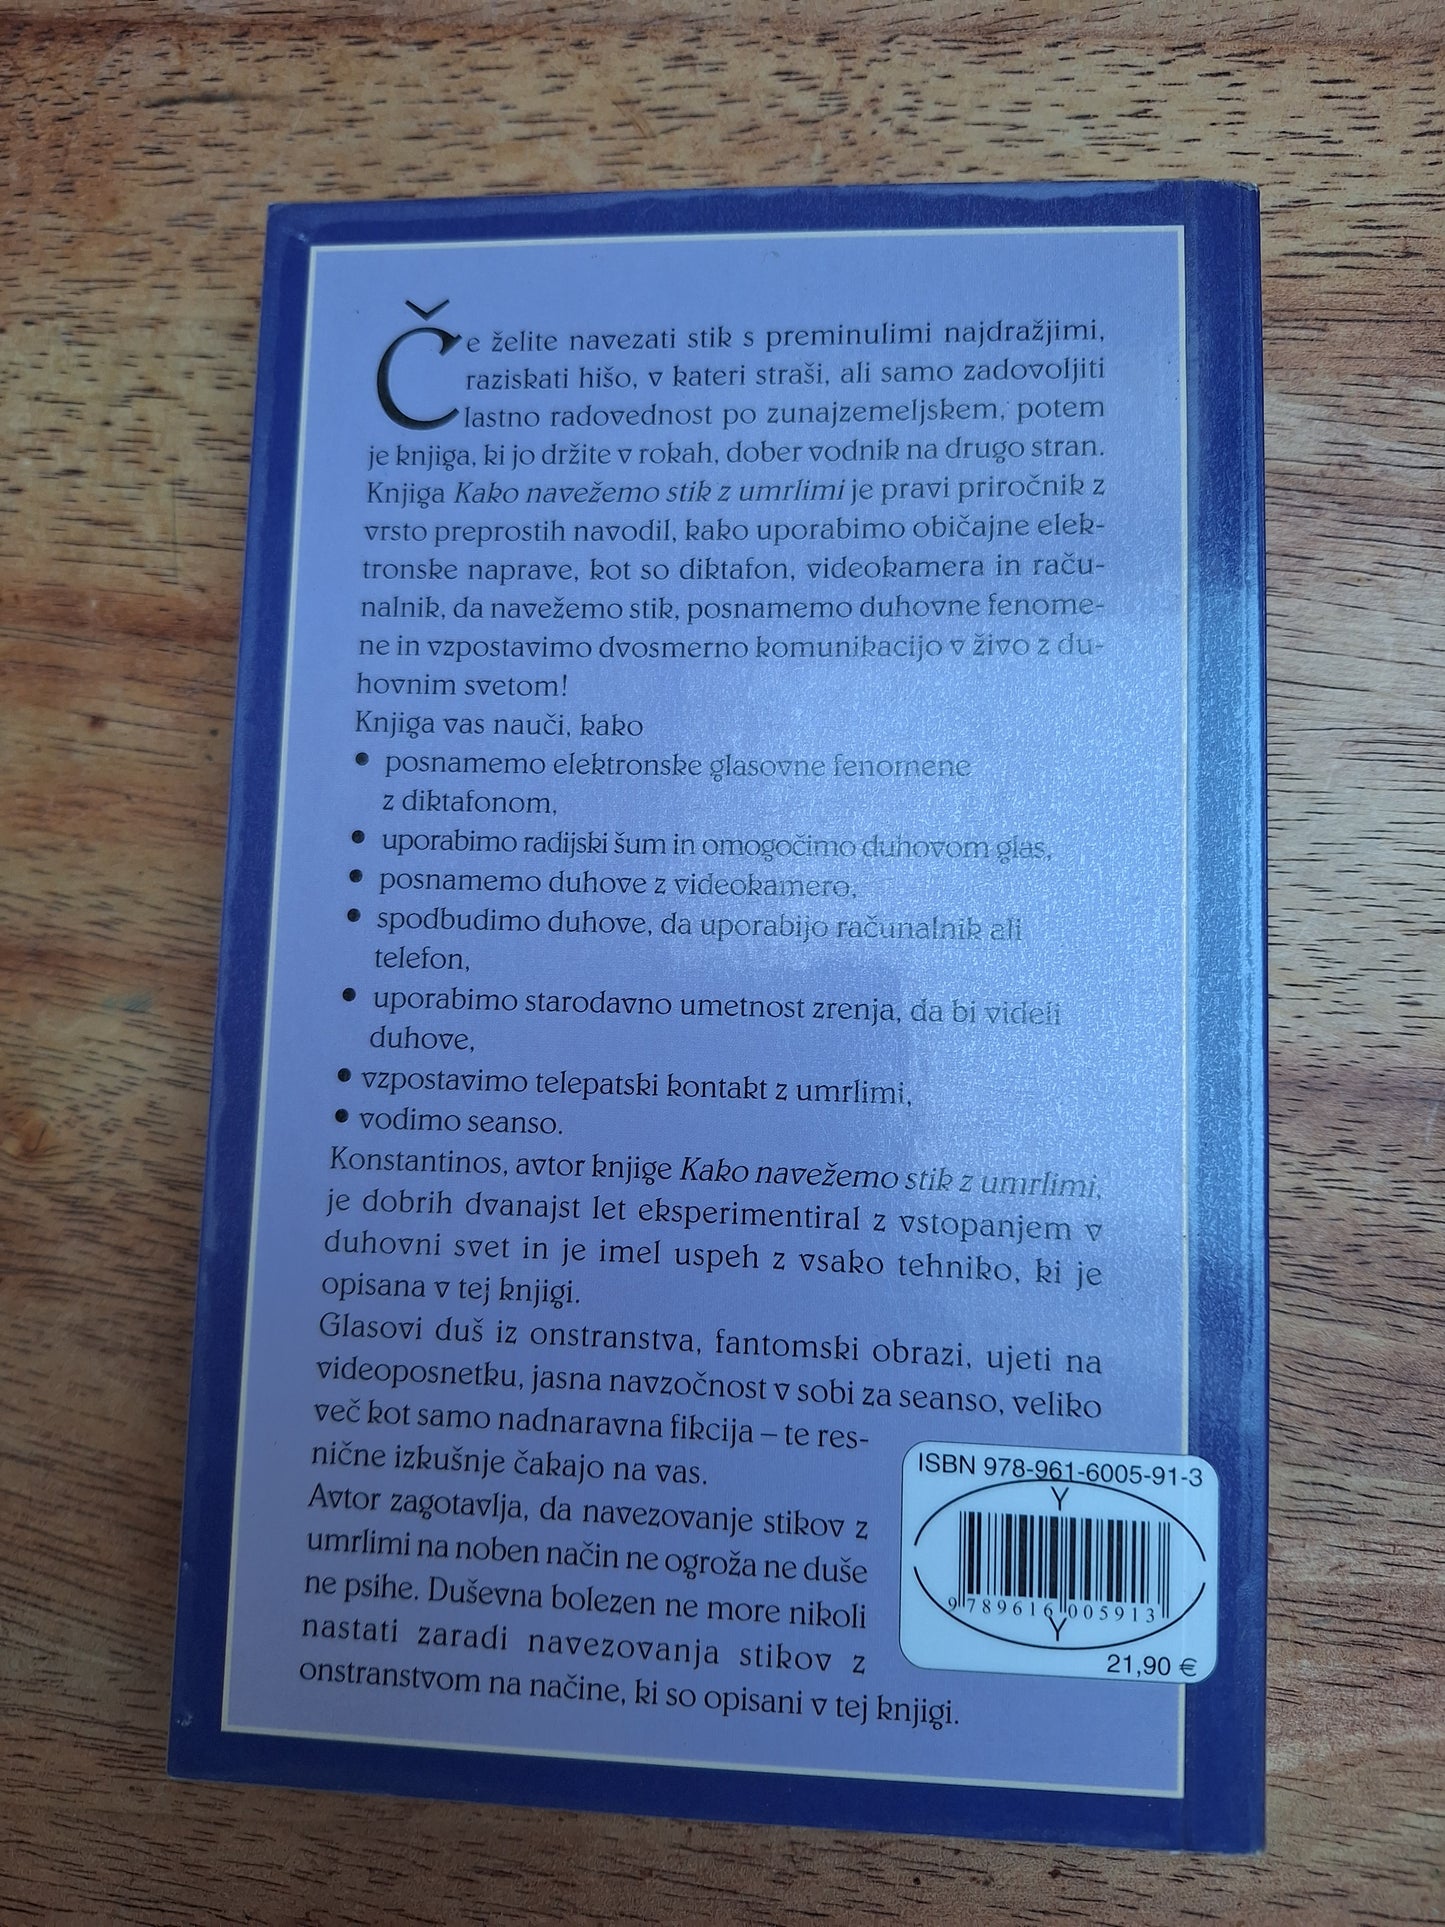 Če želite navezati stik s preminulimi najdražjimi,
raziskati hišo, v kateri straši, ali samo zadovoljiti
lastno radovednost po zunajzemeljskem, potem
je knjiga, ki jo držite v rokah, dober vodnik na drugo stran.
Knjiga Kako navežemo stik z umrlimi je pravi priročnik z
vrsto preprostih navodil, kako uporabimo običajne elek-
tronske naprave, kot so diktafon, videokamera in raču-
nalnik, da navežemo stik, posnamemo duhovne fenome-
ne in vzpostavimo dvosmerno komunikacijo v živo z du-
hovnim svetom!
Knjiga vas nauči, kako
• posnamemo elektronske glasovne fenomene
z diktafonom,
• uporabimo radijski šum in omogočimo duhovom glas,
• posnamemo duhove z videokamero,
• spodbudimo duhove, da uporabijo računalnik ali
telefon,
• uporabimo starodavno umetnost zrenja, da bi videli
duhove,
• vzpostavimo telepatski kontakt z umrlimi,
• vodimo seanso.
Konstantinos, avtor knjige Kako navežemo stik z umrlimi,
je dobrih dvanajst let eksperimentiral z vstopanjem v
duhovni svet in je imel uspeh z vsako tehniko, ki je
opisana v tej knjigi.
Glasovi duš iz onstranstva, fantomski obrazi, ujeti na
videoposnetku, jasna navzočnost v sobi za seanso, veliko
več kot samo nadnaravna fikcija – te res-
nične izkušnje čakajo na vas.
Avtor zagotavlja, da navezovanje stikov z
umrlimi na noben način ne ogroža ne duše
ne psihe. Duševna bolezen ne more nikoli
nastati zaradi navezovanja stikov z
onstranstvom na načine, ki so opisani v tej knjigi.
ISBN 978-961-6005-91-3
Y
9 789616 005913
Y
21,90 €